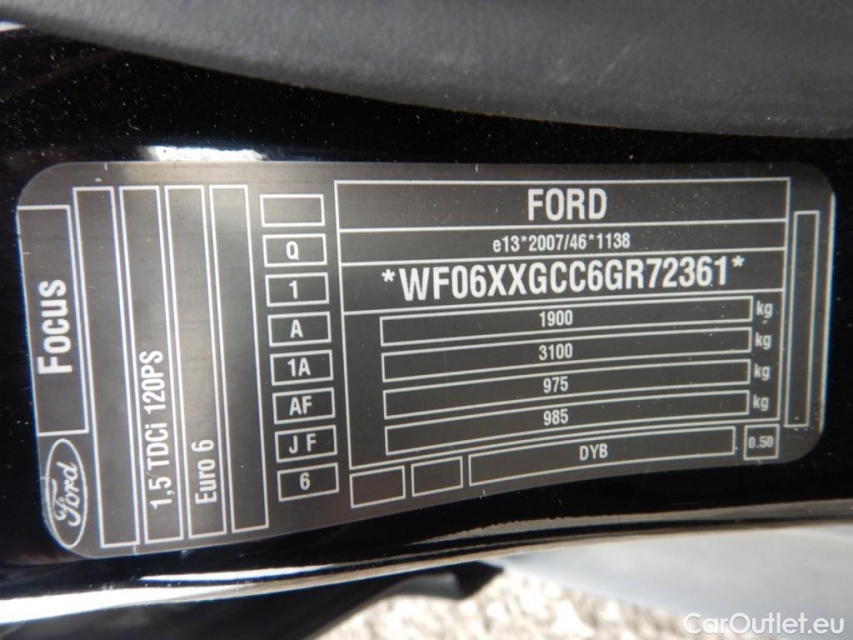 FORD
e13*2007/46*1138
*WF06XXGCC6GR72361*
1900 kg
3100 kg
975 kg
985 kg
DYB
0.50
Q
1
A
1A
AF
JF
6
Focus
Ford
1,5 TDCi 120PS
Euro 6
CarOutlet.eu